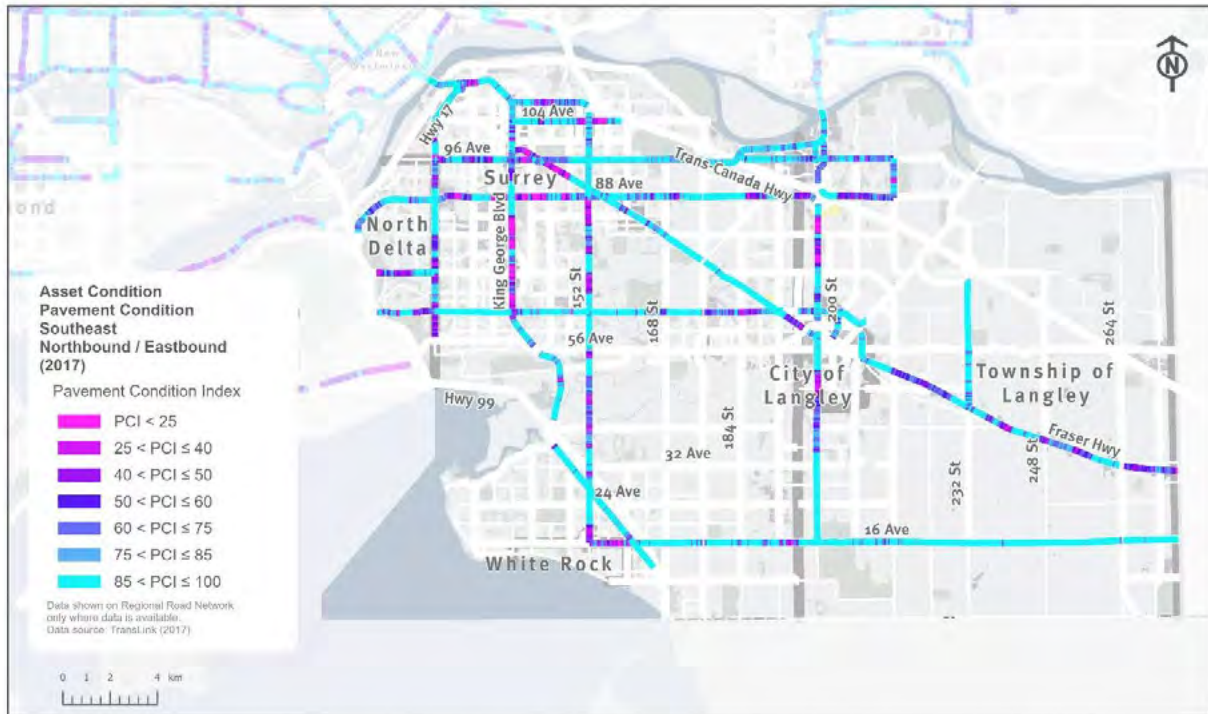 N
New
104 Ave
Hwy 17
96 Ave
Trans-Canada Hwy
Surrey
88 Ave
ond
North
Delta
King George Blvd
152 St
168 St
200 St
264 St
56 Ave
City of
Langley
Township of
Langley
Hwy 99
184 St
Fraser Hwy
32 Ave
232 St
248 St
24 Ave
16 Ave
White Rock
Asset Condition
Pavement Condition
Southeast
Northbound / Eastbound
(2017)
Pavement Condition Index
PCI < 25
25 < PCI ≤ 40
40 < PCI ≤ 50
50 < PCI ≤ 60
60 < PCI ≤ 75
75 < PCI ≤ 85
85 < PCI ≤ 100
Data shown on Regional Road Network
only where data is available.
Data source: TransLink (2017)
0 1 2 4 km